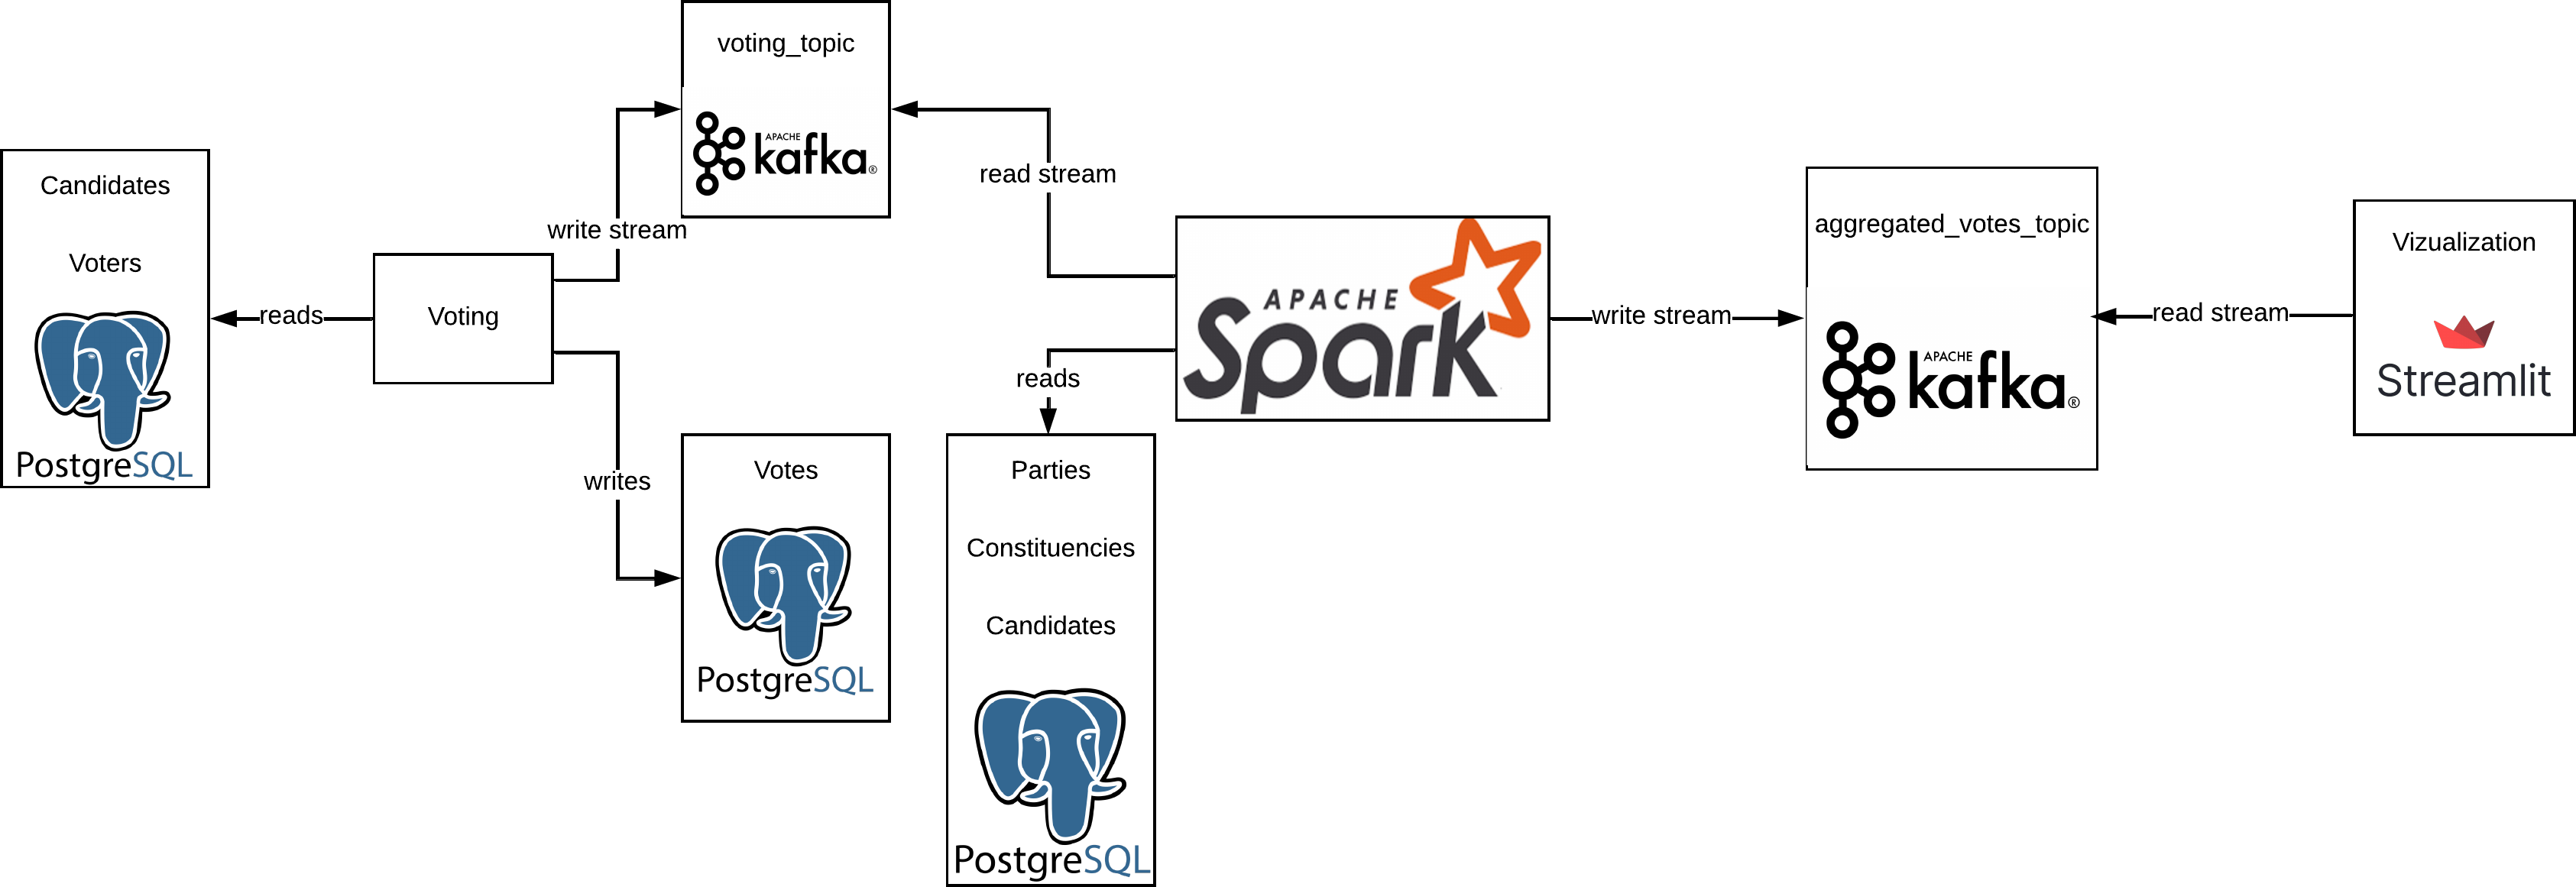 Candidates
Voters
PostgreSQL
reads
Voting
write stream
writes
voting_topic
APACHE
kafka®
Votes
PostgreSQL
read stream
reads
Parties
Constituencies
Candidates
PostgreSQL
APACHE
Spark
write stream
aggregated_votes_topic
APACHE
kafka®
read stream
Vizualization
Streamlit